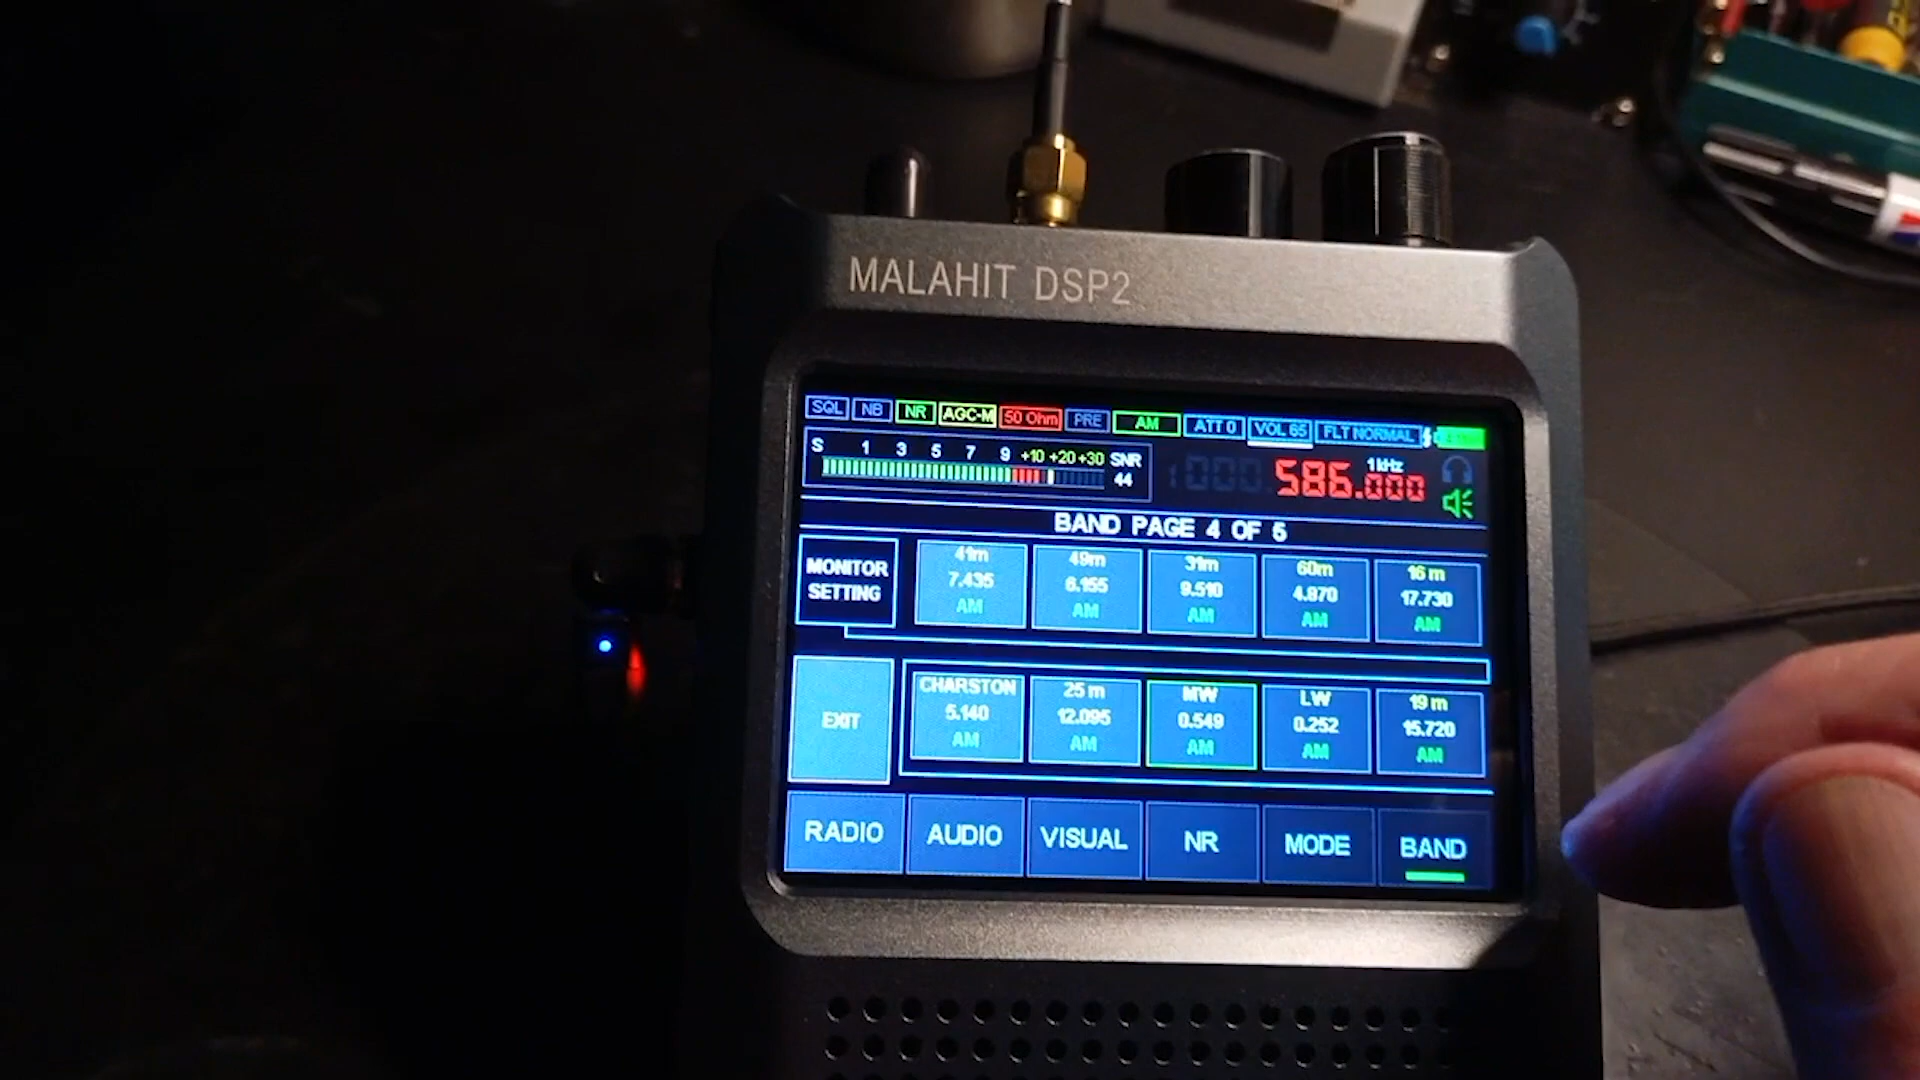 MALAHIT DSP2
SQL NB NR AGC-M 50 Ohm PRE AM ATT 0 VOL 65 FLT NORMAL
S 1 3 5 7 9 +10 +20 +30 SNR
44
1kHz
586.000
BAND PAGE 4 OF 5
MONITOR SETTING
41m 49m 31m 60m 16 m
7.435 6.155 9.510 4.870 17.730
AM AM AM AM AM
EXIT
CHARSTON 25 m MW LW 19 m
5.140 12.095 0.549 0.252 15.720
AM AM AM AM AM
RADIO AUDIO VISUAL NR MODE BAND